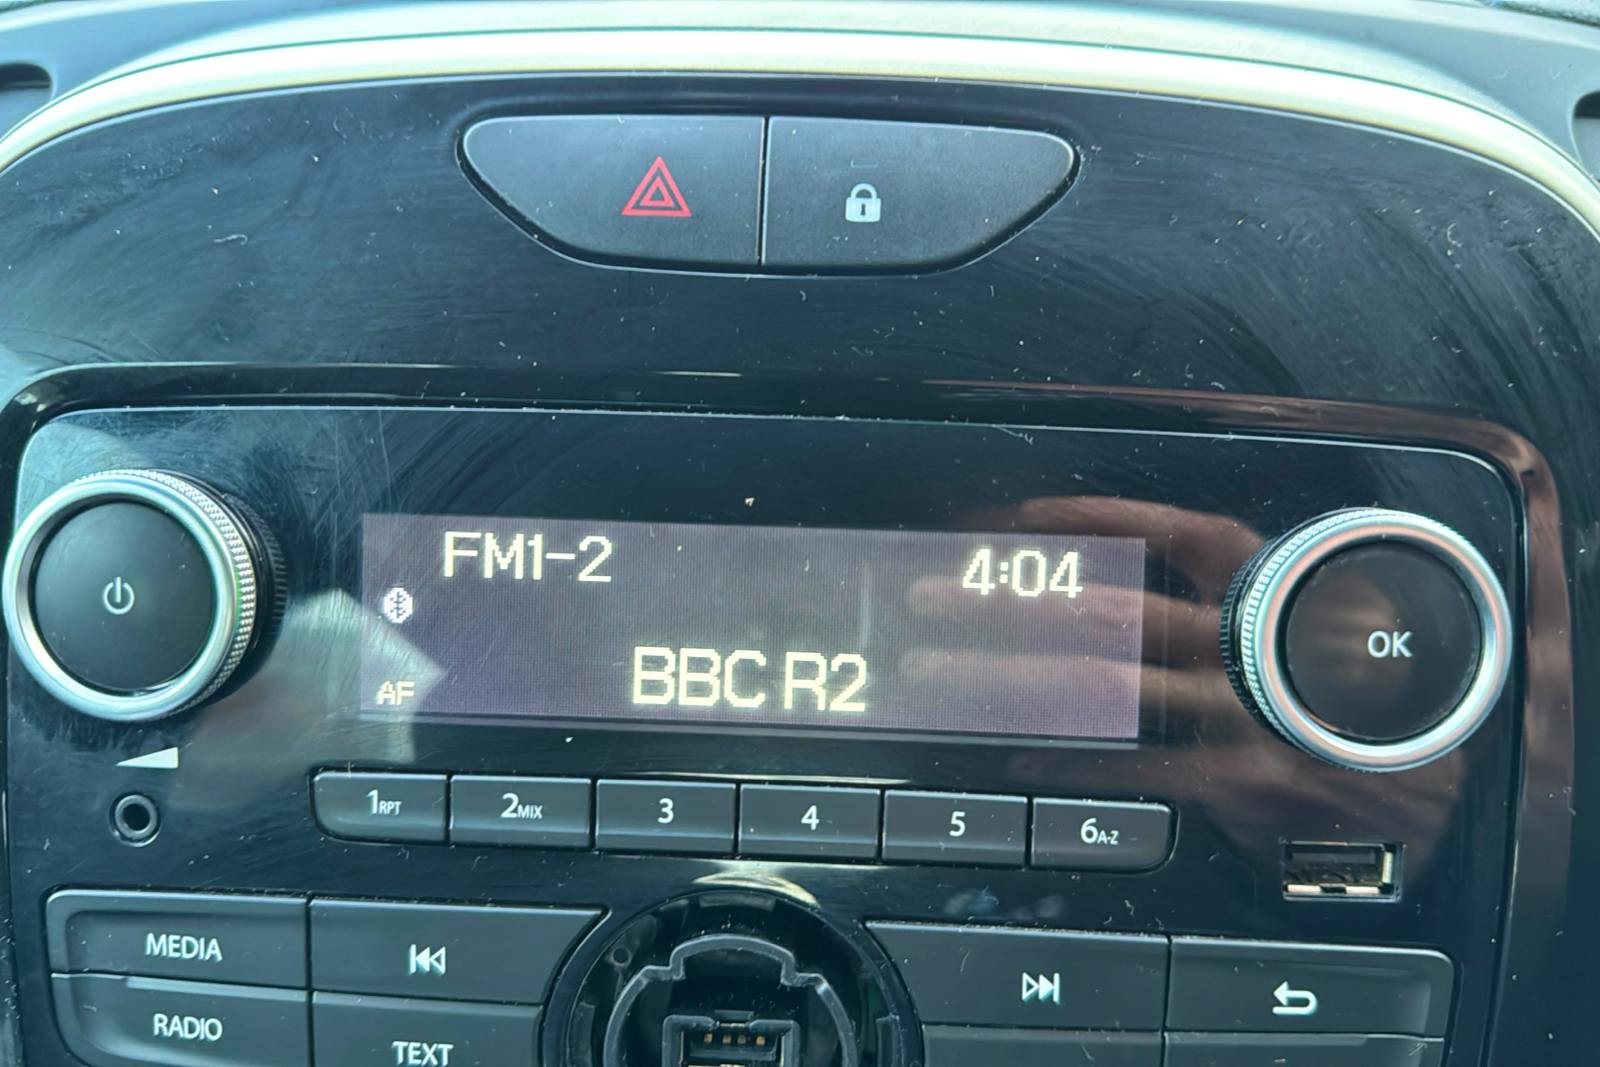 FM1-2 4:04
BBC R2
AF
OK
1RPT 2MIX 3 4 5 6A-Z
MEDIA
RADIO
TEXT